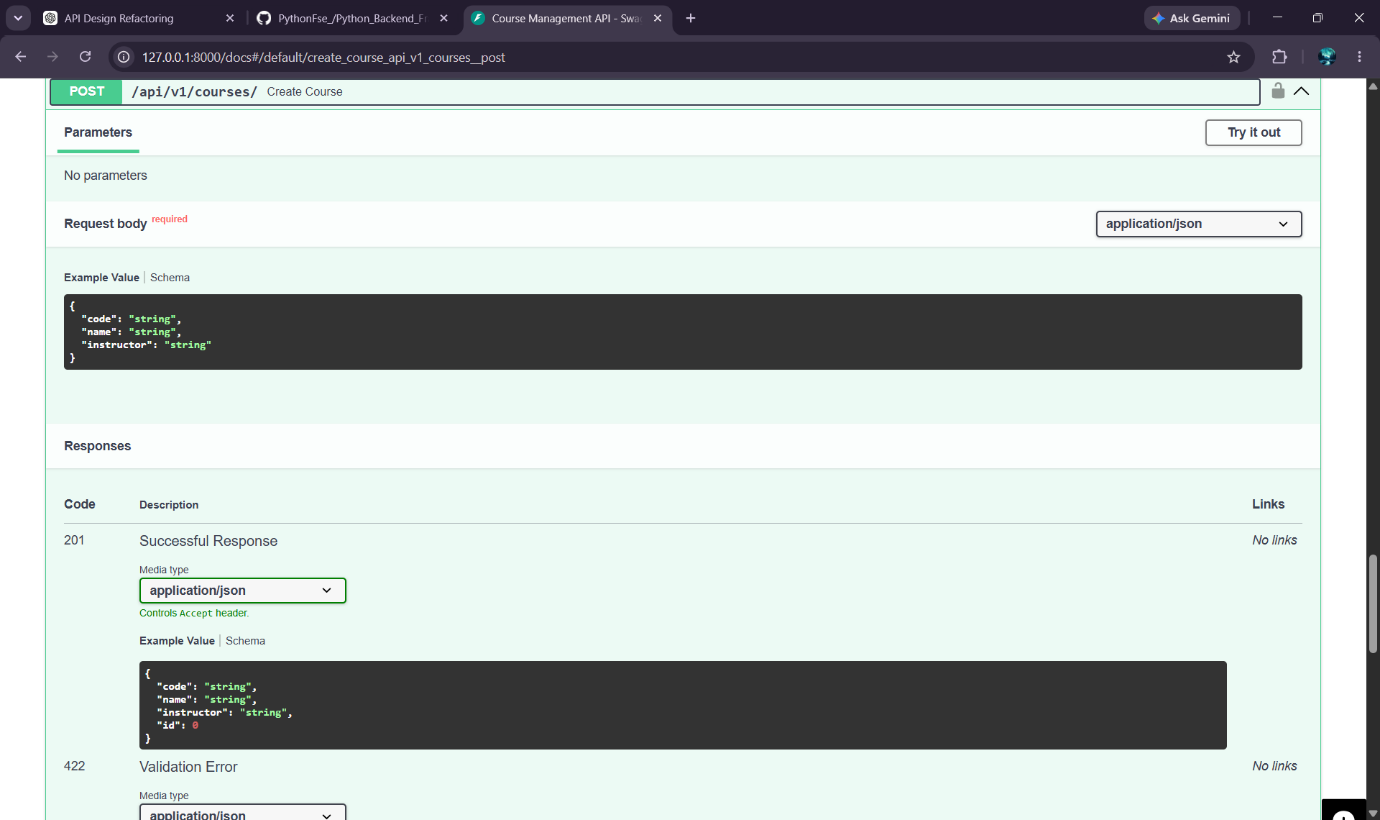 API Design Refactoring
PythonFse_/Python_Backend_Fr
Course Management API - Swa
Ask Gemini
127.0.0.1:8000/docs#/default/create_course_api_v1_courses__post
POST /api/v1/courses/ Create Course
Parameters
Try it out
No parameters
Request body required
application/json
Example Value | Schema
{
"code": "string",
"name": "string",
"instructor": "string"
}
Responses
Code Description Links
201 Successful Response No links
Media type
application/json
Controls Accept header.
Example Value | Schema
{
"code": "string",
"name": "string",
"instructor": "string",
"id": 0
}
422 Validation Error No links
Media type
application/json